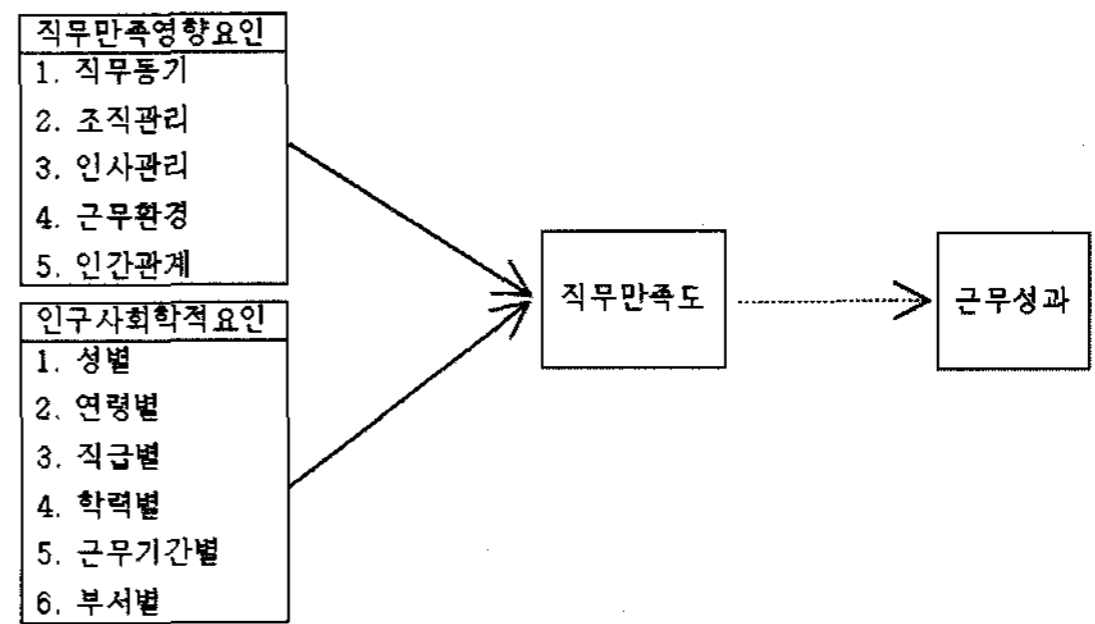 직무만족영향요인
1. 직무동기
2. 조직관리
3. 인사관리
4. 근무환경
5. 인간관계
인구사회학적요인
1. 성별
2. 연령별
3. 직급별
4. 학력별
5. 근무기간별
6. 부서별
직무만족도
근무성과